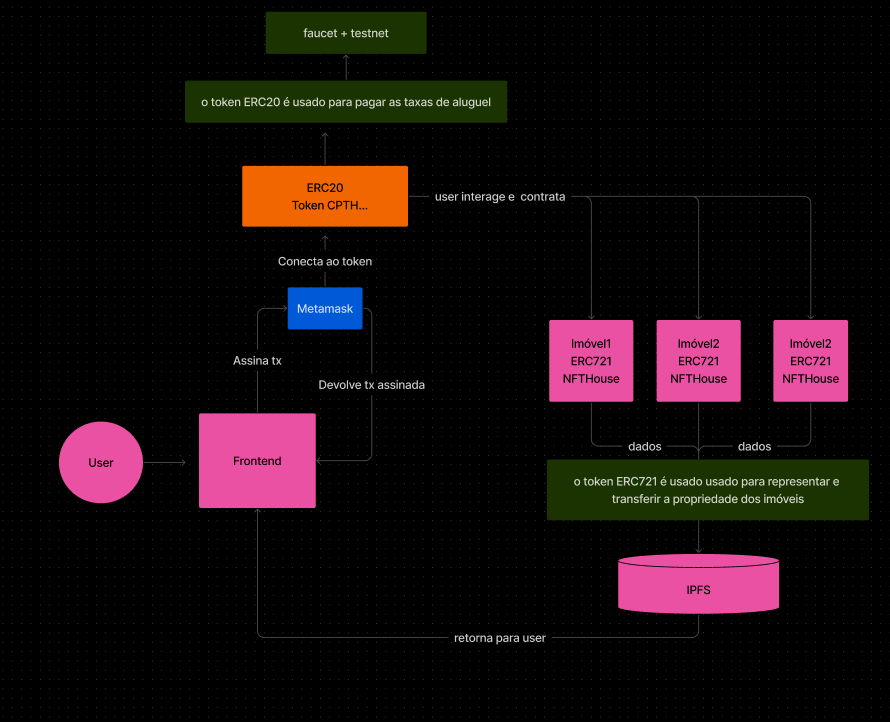 faucet + testnet
o token ERC20 é usado para pagar as taxas de aluguel
ERC20
Token CPTH...
user interage e contrata
Conecta ao token
Metamask
Assina tx
Devolve tx assinada
User
Frontend
Imóvel1
ERC721
NFTHouse
Imóvel2
ERC721
NFTHouse
Imóvel2
ERC721
NFTHouse
dados
dados
o token ERC721 é usado usado para representar e
transferir a propriedade dos imóveis
IPFS
retorna para user